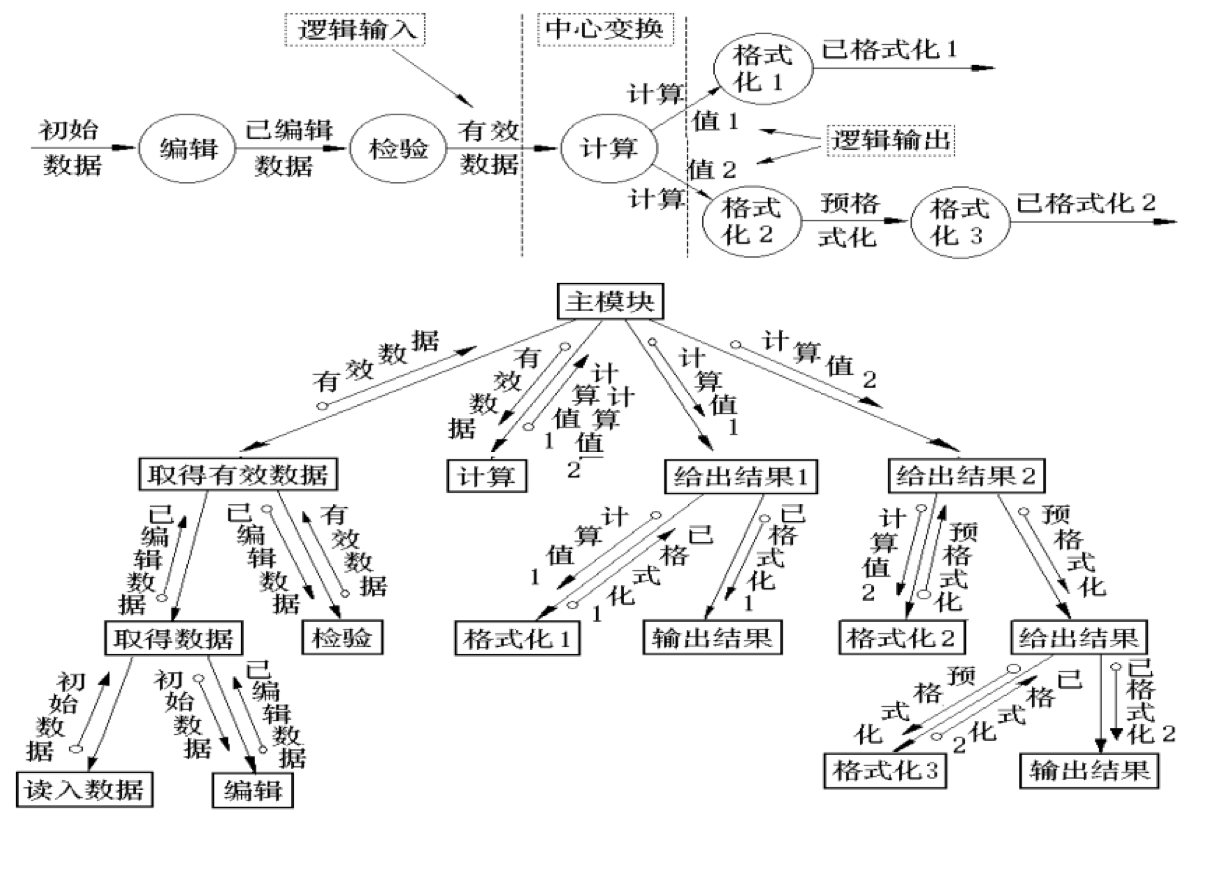 逻辑输入
中心变换
格式
化1
已格式化1
初始
数据
编辑
已编辑
数据
检验
有效
数据
计算
计算
值1
逻辑输出
值2
计算
格式
化2
预格
式化
格式
化3
已格式化2
主模块
有效数据
有效数据
计算值1
计算值2
计算值1
计算值2
取得有效数据
计算
给出结果1
给出结果2
已编辑数据
已编辑数据
有效数据
计算值1
已格式化1
已格式化1
计算值2
预格式化
预格式化
取得数据
检验
格式化1
输出结果
格式化2
给出结果
初始数据
初始数据
已编辑数据
预格式化
已格式化2
已格式化2
读入数据
编辑
格式化3
输出结果